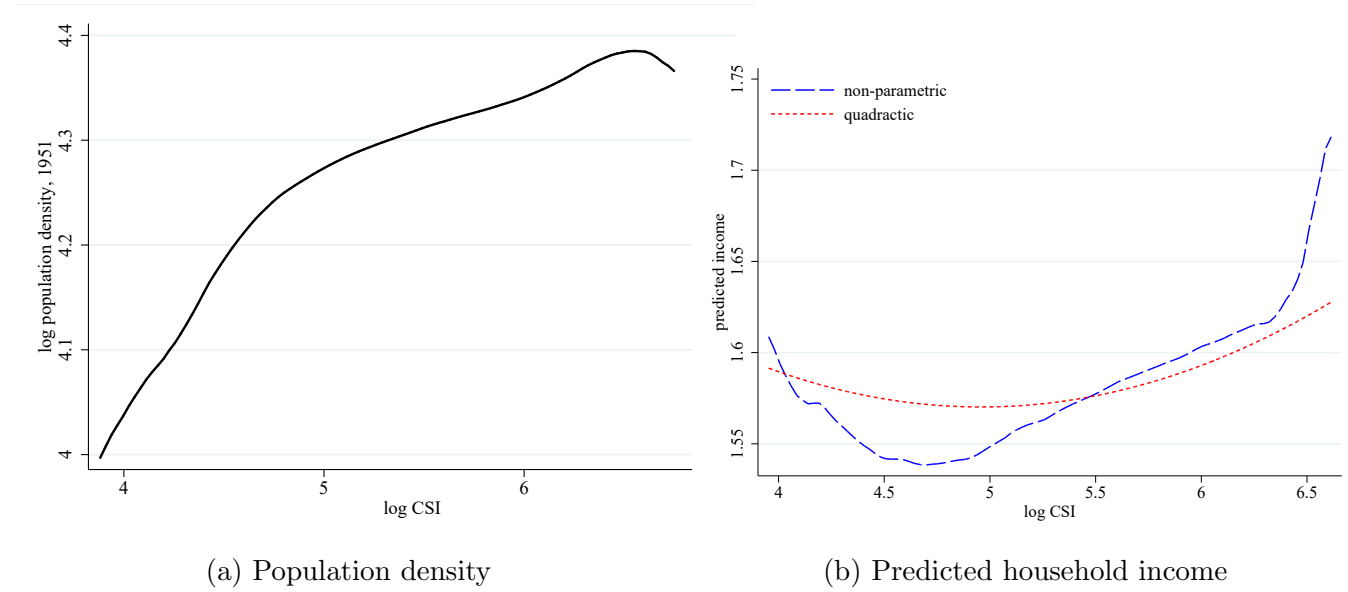 4.4
4.3
4.2
4.1
4
log population density, 1951
4
5
6
log CSI
(a) Population density
1.75
1.7
1.65
1.6
1.55
predicted income
non-parametric
quadractic
4
4.5
5
5.5
6
6.5
log CSI
(b) Predicted household income